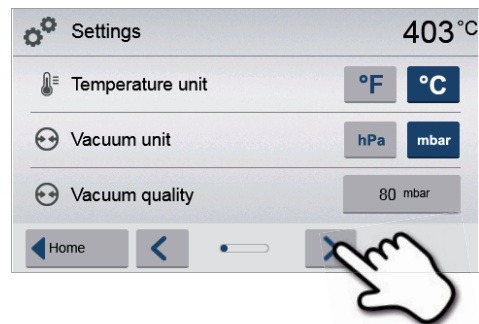 Settings 403°C
Temperature unit °F °C
Vacuum unit hPa mbar
Vacuum quality 80 mbar
Home